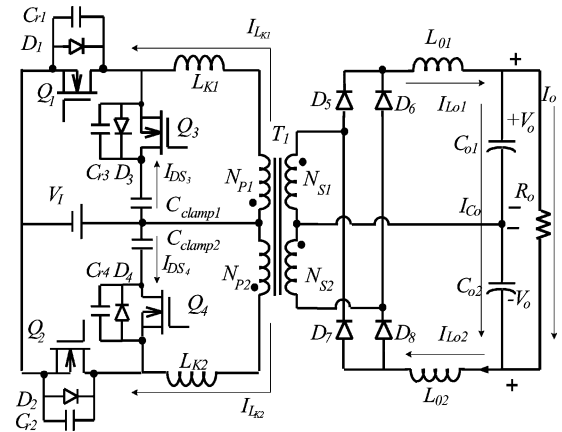 Cr1
D1
Q1
ILK1
LK1
L01
+
Io
D5
D6
ILo1
+Vo
Co1
Q3
T1
Cr3
D3
IDS3
NP1
NS1
Cclamp1
VI
ICo
Ro
−
−
Cclamp2
IDS4
NP2
NS2
Cr4
D4
Q4
Co2
-Vo
Q2
D7
D8
ILo2
LK2
L02
+
D2
Cr2
ILK2